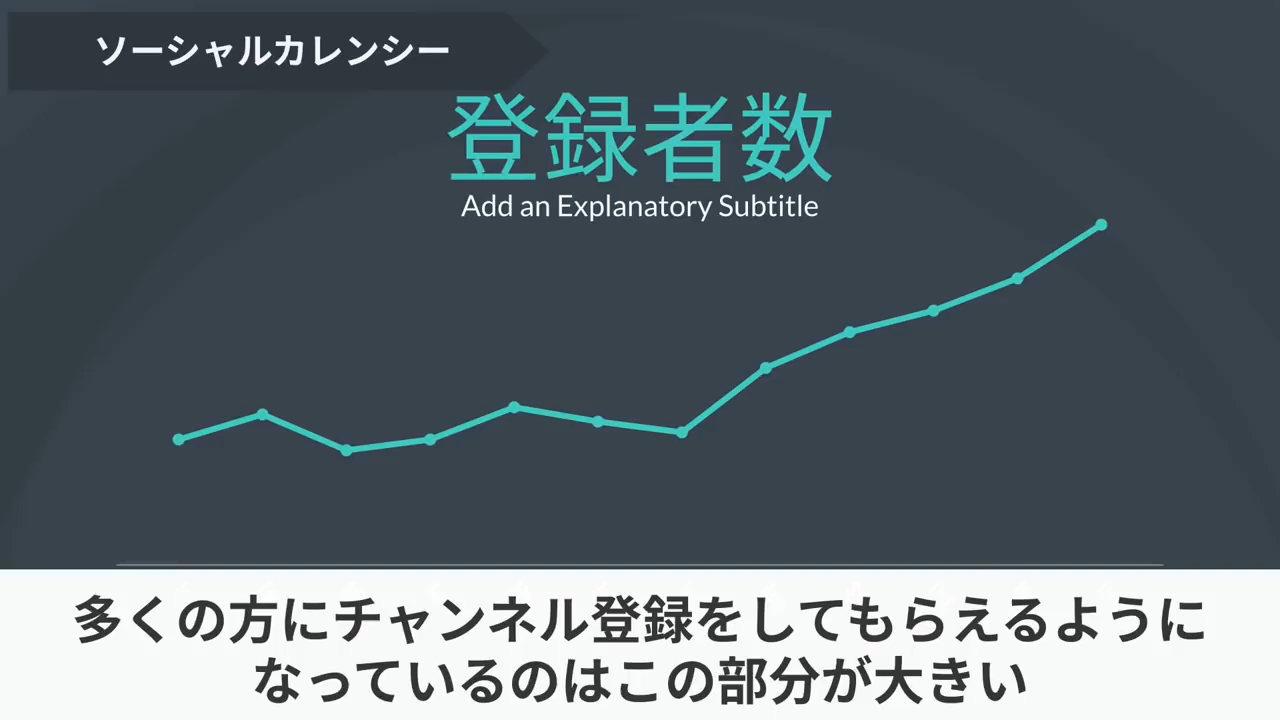 ソーシャルカレンシー
登録者数
Add an Explanatory Subtitle
多くの方にチャンネル登録をしてもらえるように
なっているのはこの部分が大きい